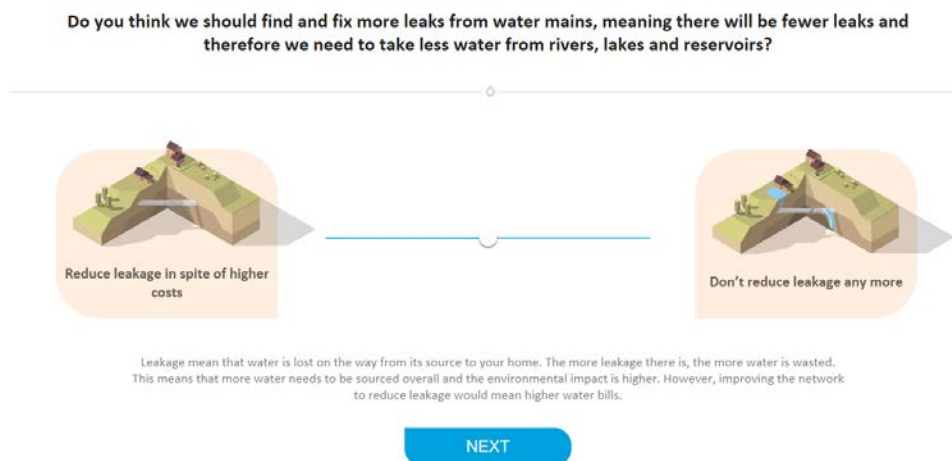 Do you think we should find and fix more leaks from water mains, meaning there will be fewer leaks and
therefore we need to take less water from rivers, lakes and reservoirs?
Reduce leakage in spite of higher
costs
Don't reduce leakage any more
Leakage mean that water is lost on the way from its source to your home. The more leakage there is, the more water is wasted.
This means that more water needs to be sourced overall and the environmental impact is higher. However, improving the network
to reduce leakage would mean higher water bills.
NEXT